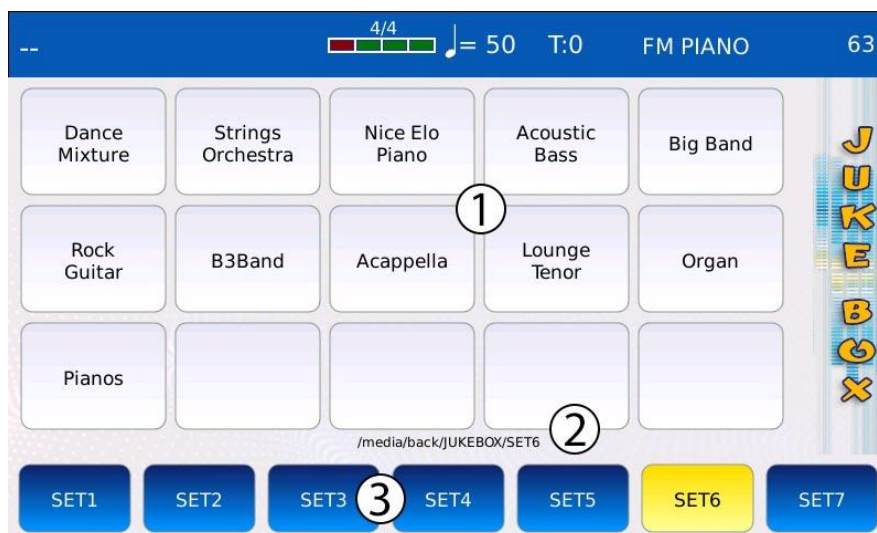 4/4
-- ♩= 50 T:0 FM PIANO 63
Dance
Mixture
Strings
Orchestra
Nice Elo
Piano
Acoustic
Bass
Big Band
1
Rock
Guitar
B3Band
Acappella
Lounge
Tenor
Organ
Pianos
/media/back/JUKEBOX/SET6
2
SET1 SET2 SET3 3 SET4 SET5 SET6 SET7
JUKE BOX